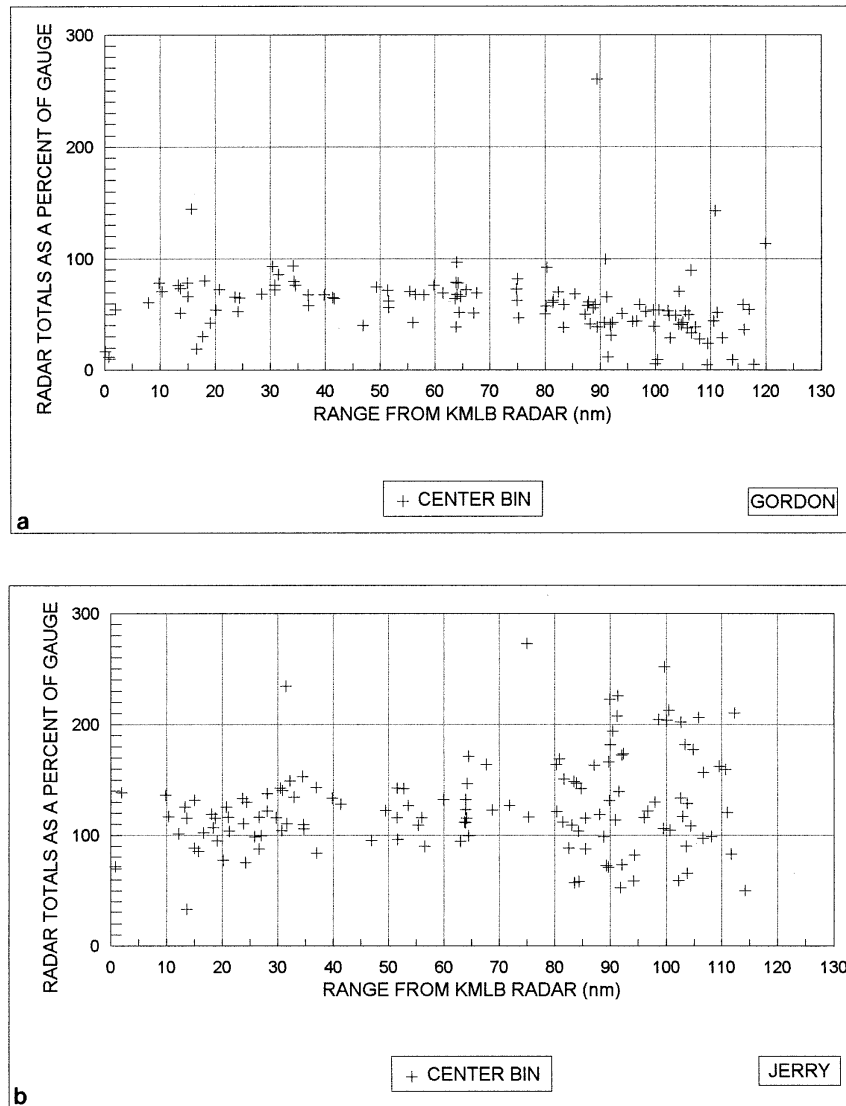 RADAR TOTALS AS A PERCENT OF GAUGE
300
200
100
0
0 10 20 30 40 50 60 70 80 90 100 110 120 130
RANGE FROM KMLB RADAR (nm)
+ CENTER BIN
GORDON
a
RADAR TOTALS AS A PERCENT OF GAUGE
300
200
100
0
0 10 20 30 40 50 60 70 80 90 100 110 120 130
RANGE FROM KMLB RADAR (nm)
+ CENTER BIN
JERRY
b